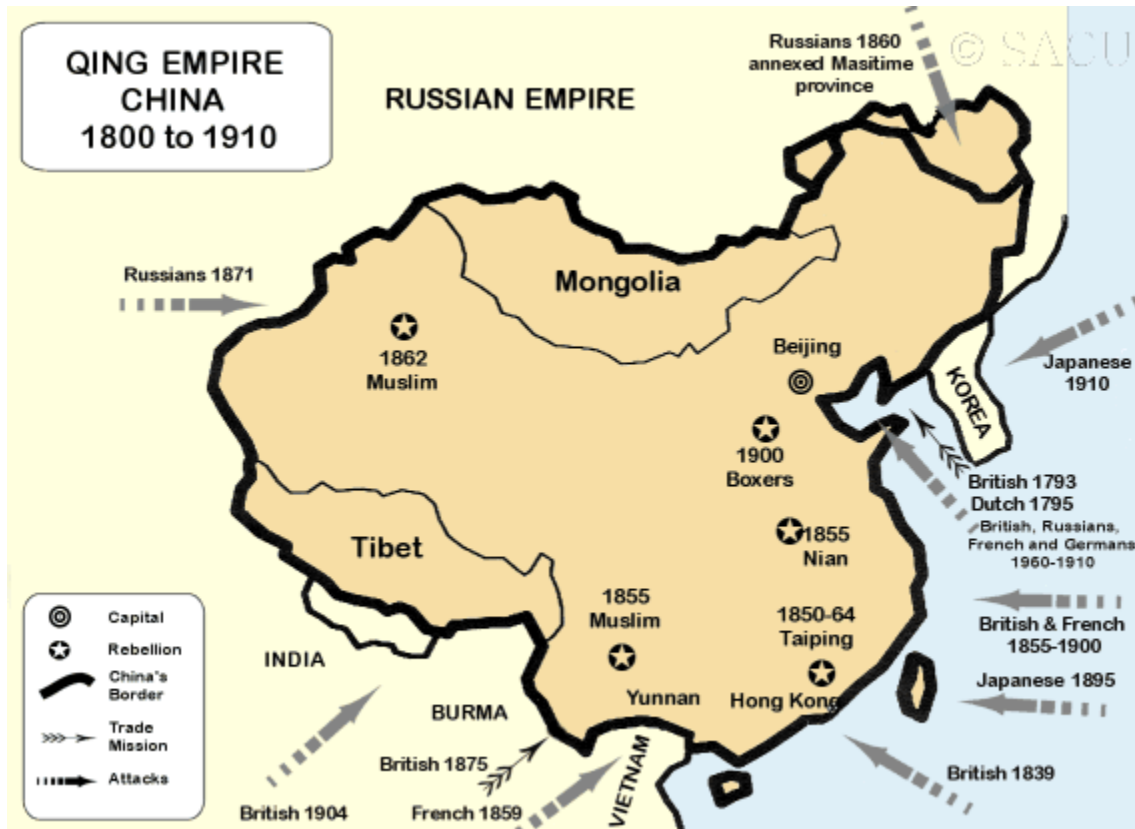 QING EMPIRE
CHINA
1800 to 1910
RUSSIAN EMPIRE
Russians 1860
annexed Masitime
province
© SACU
Russians 1871
Mongolia
1862
Muslim
Beijing
KOREA
Japanese
1910
1900
Boxers
British 1793
Dutch 1795
British, Russians,
French and Germans
1960-1910
1855
Nian
Tibet
1855
Muslim
1850-64
Taiping
British & French
1855-1900
Yunnan
Hong Kong
Japanese 1895
INDIA
BURMA
VIETNAM
British 1875
French 1859
British 1904
British 1839
Capital
Rebellion
China's
Border
Trade
Mission
Attacks